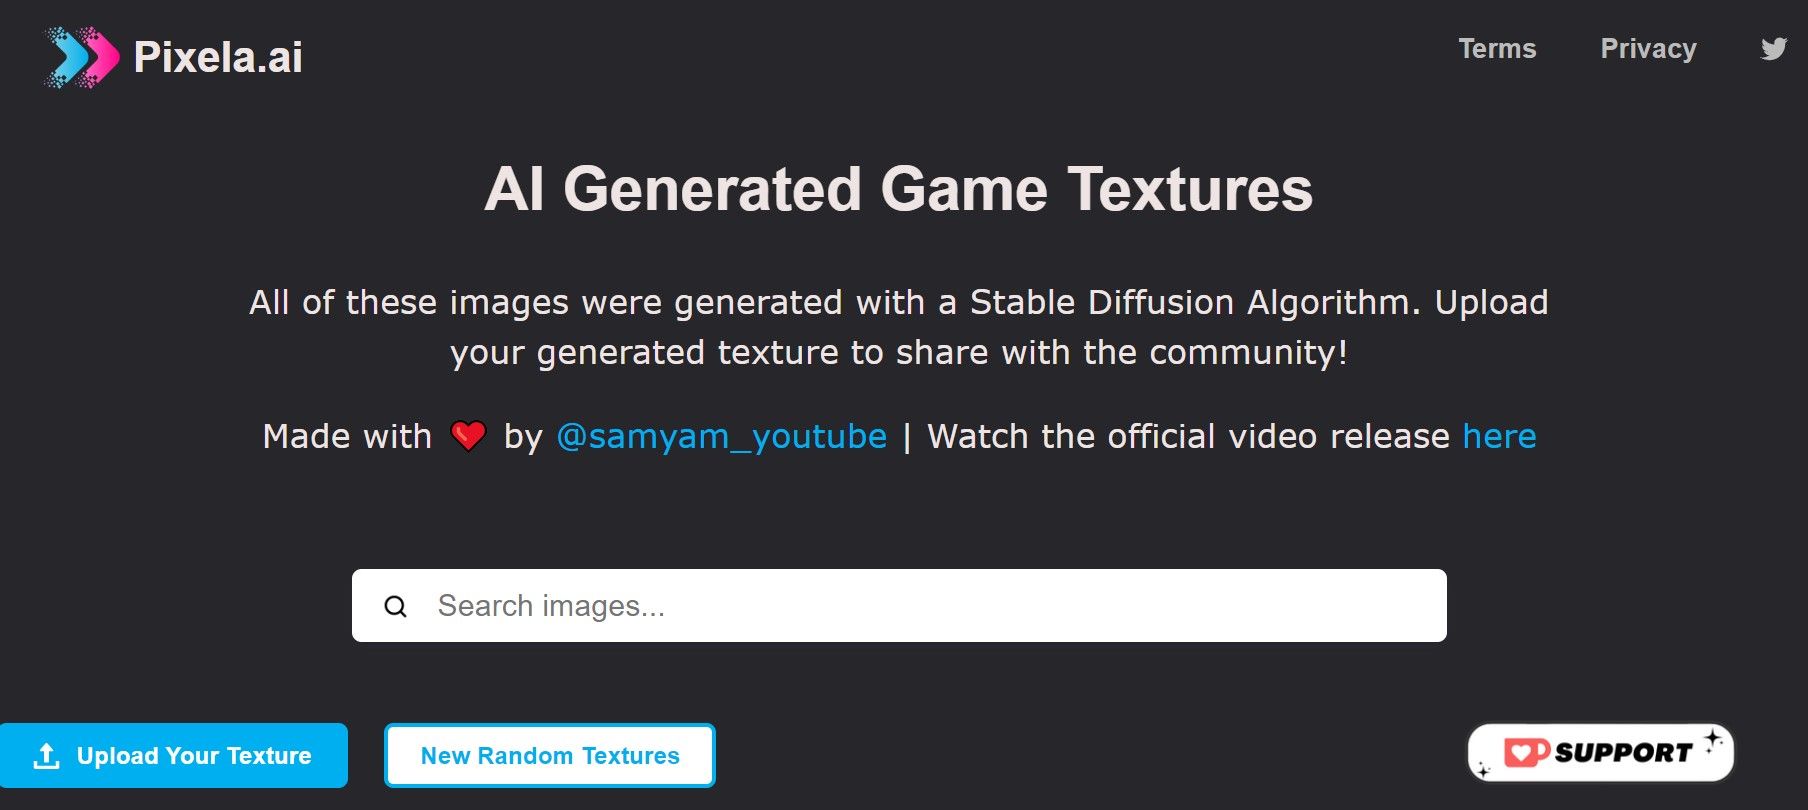 Pixela.ai
Terms
Privacy
AI Generated Game Textures
All of these images were generated with a Stable Diffusion Algorithm. Upload
your generated texture to share with the community!
Made with ❤ by @samyam_youtube | Watch the official video release here
Search images...
Upload Your Texture
New Random Textures
SUPPORT